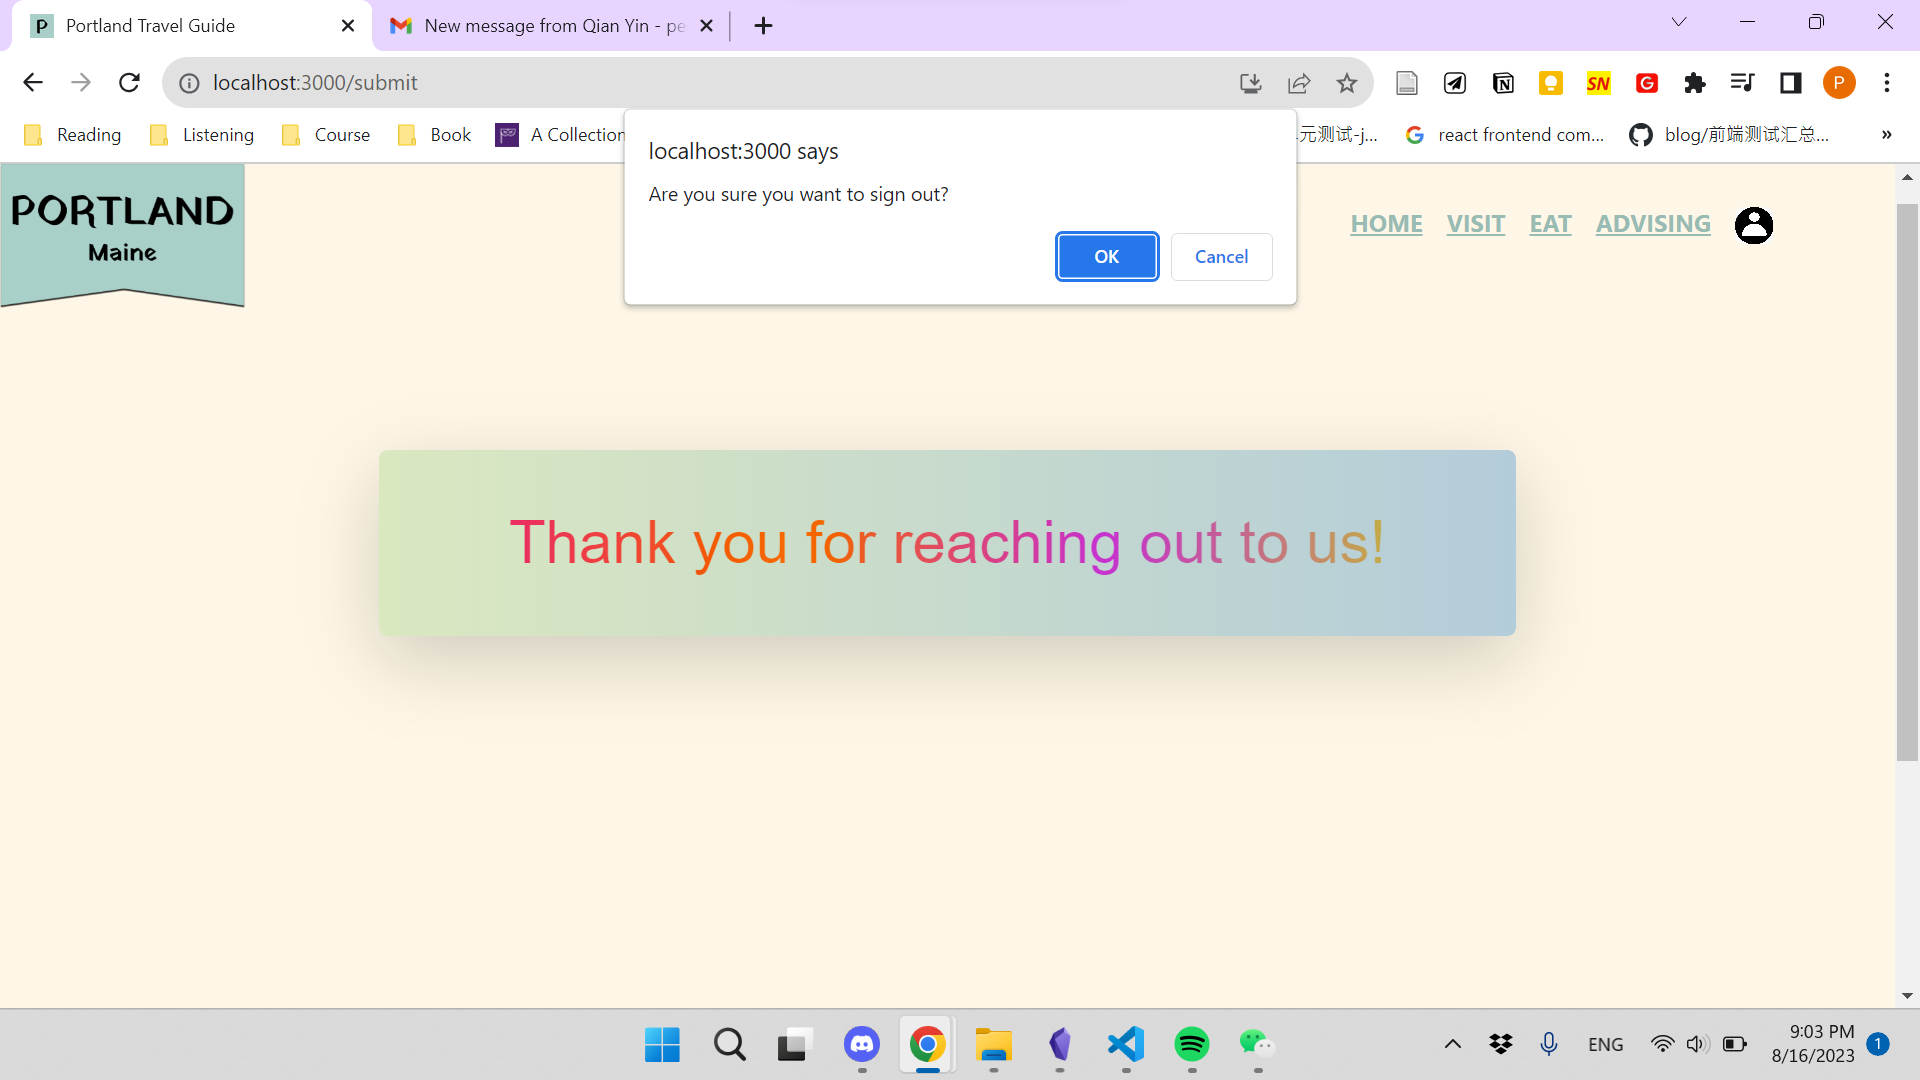 P Portland Travel Guide
New message from Qian Yin - pe
localhost:3000/submit
SN
G
P
Reading
Listening
Course
Book
A Collection
元测试-j...
react frontend com...
blog/前端测试汇总...
»
localhost:3000 says
Are you sure you want to sign out?
OK
Cancel
PORTLAND
Maine
HOME
VISIT
EAT
ADVISING
Thank you for reaching out to us!
ENG
9:03 PM
8/16/2023
1